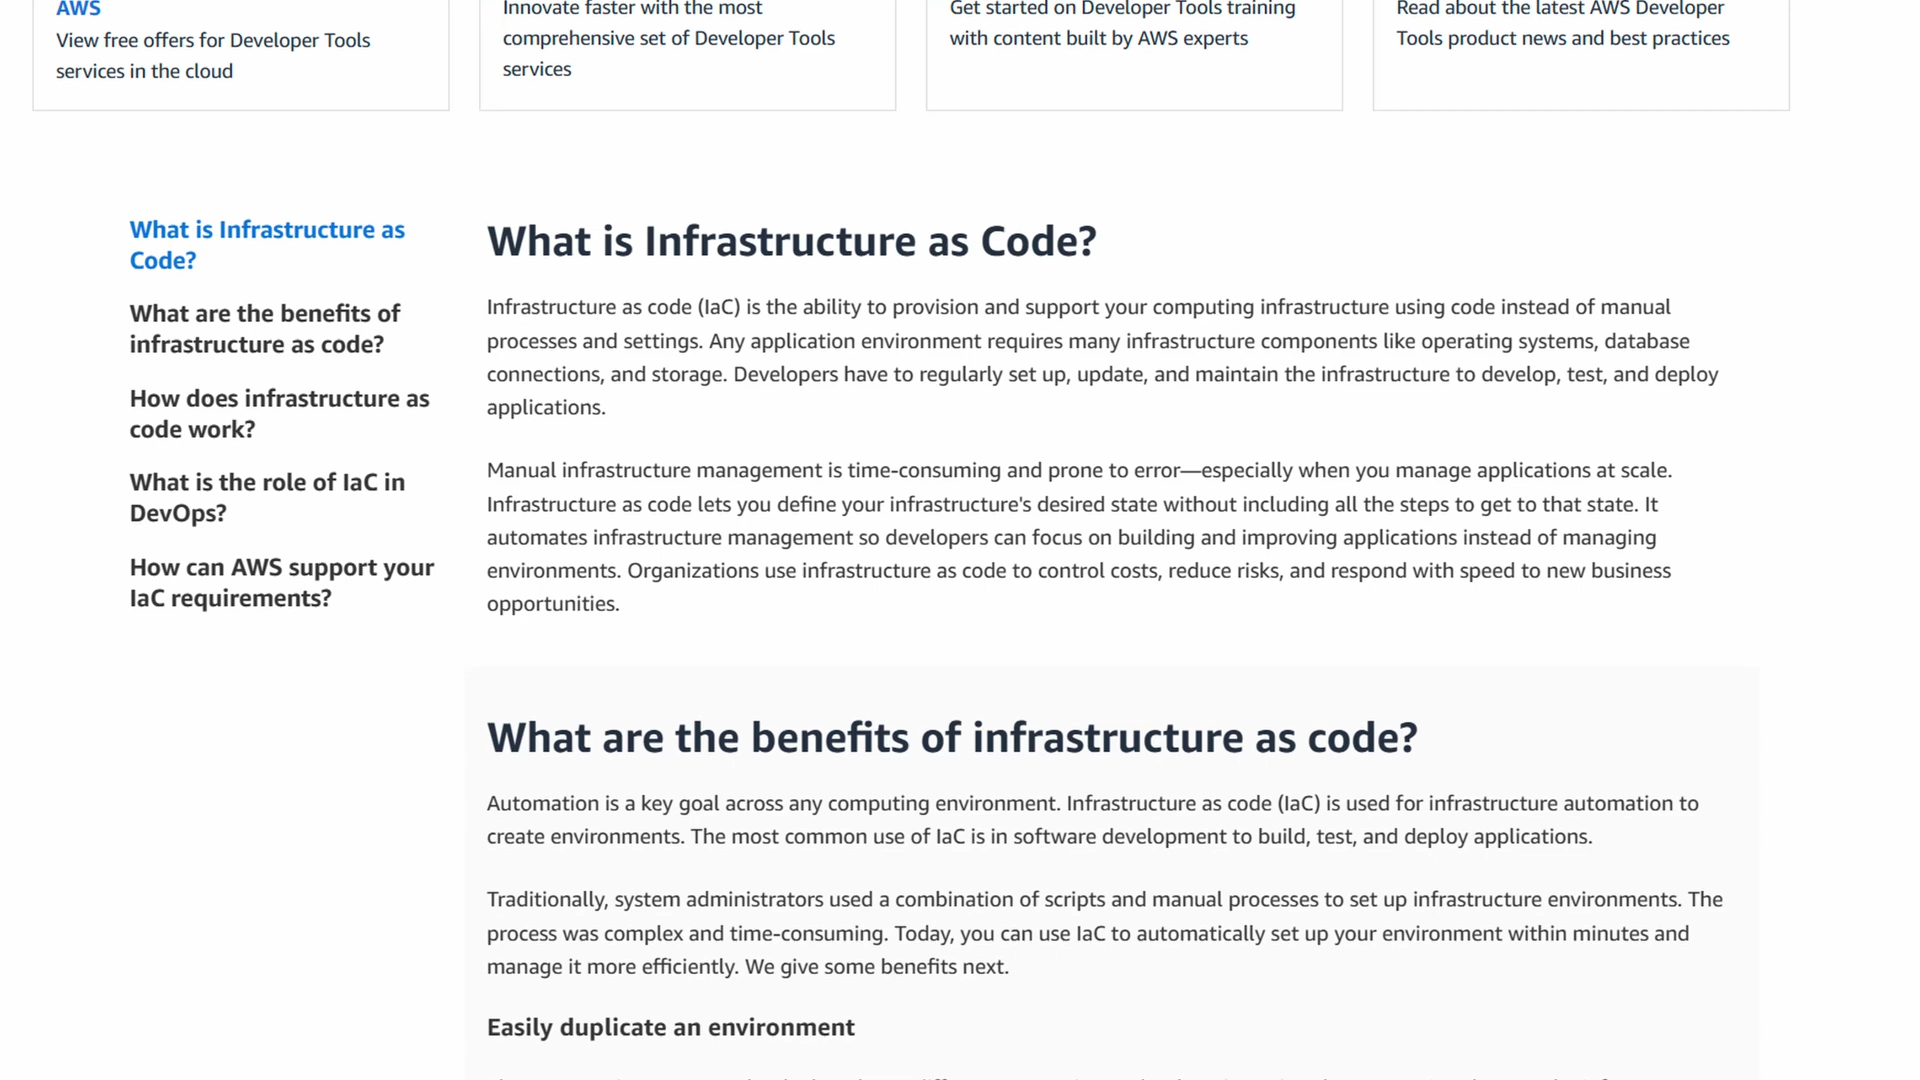 AWS
View free offers for Developer Tools
services in the cloud
Innovate faster with the most
comprehensive set of Developer Tools
services
Get started on Developer Tools training
with content built by AWS experts
Read about the latest AWS Developer
Tools product news and best practices
What is Infrastructure as
Code?
What are the benefits of
infrastructure as code?
How does infrastructure as
code work?
What is the role of IaC in
DevOps?
How can AWS support your
IaC requirements?
What is Infrastructure as Code?
Infrastructure as code (IaC) is the ability to provision and support your computing infrastructure using code instead of manual
processes and settings. Any application environment requires many infrastructure components like operating systems, database
connections, and storage. Developers have to regularly set up, update, and maintain the infrastructure to develop, test, and deploy
applications.
Manual infrastructure management is time-consuming and prone to error—especially when you manage applications at scale.
Infrastructure as code lets you define your infrastructure's desired state without including all the steps to get to that state. It
automates infrastructure management so developers can focus on building and improving applications instead of managing
environments. Organizations use infrastructure as code to control costs, reduce risks, and respond with speed to new business
opportunities.
What are the benefits of infrastructure as code?
Automation is a key goal across any computing environment. Infrastructure as code (IaC) is used for infrastructure automation to
create environments. The most common use of IaC is in software development to build, test, and deploy applications.
Traditionally, system administrators used a combination of scripts and manual processes to set up infrastructure environments. The
process was complex and time-consuming. Today, you can use IaC to automatically set up your environment within minutes and
manage it more efficiently. We give some benefits next.
Easily duplicate an environment